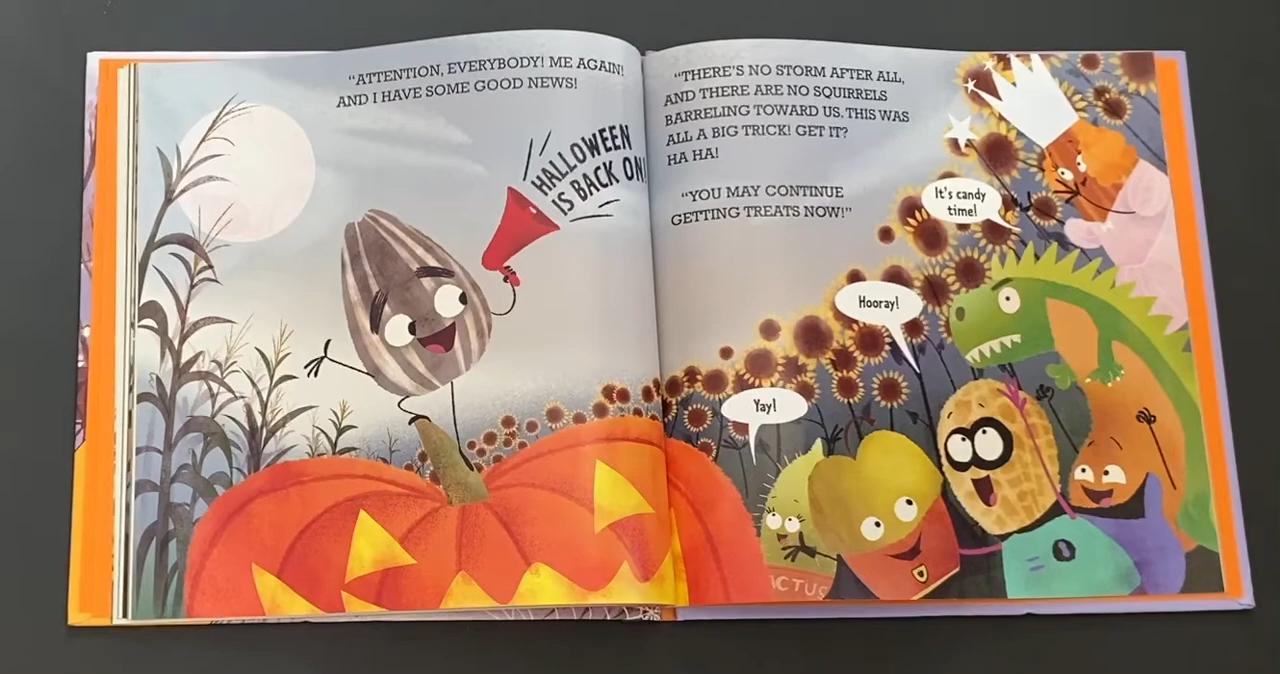 “ATTENTION, EVERYBODY! ME AGAIN!
AND I HAVE SOME GOOD NEWS!
HALLOWEEN
IS BACK ON!
“THERE’S NO STORM AFTER ALL,
AND THERE ARE NO SQUIRRELS
BARRELING TOWARD US. THIS WAS
ALL A BIG TRICK! GET IT?
HA HA!
“YOU MAY CONTINUE
GETTING TREATS NOW!”
It’s candy
time!
Hooray!
Yay!